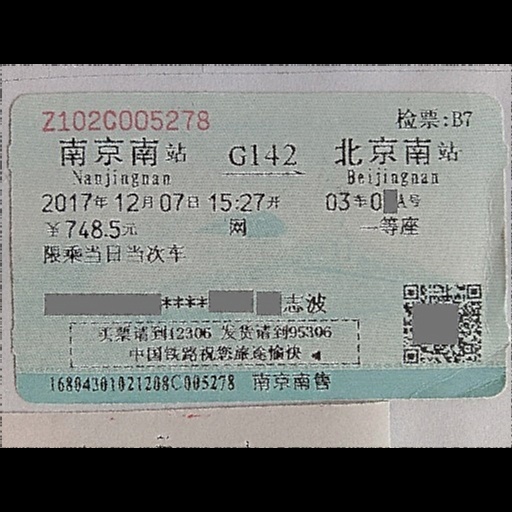 Z102C005278 检票:B7
南京南站 G142 北京南站
Nanjingnan Beijingnan
2017年12月07日15:27开 03车0 A号
￥748.5元 网 一等座
限乘当日当次车
**** 志波
买票请到12306 发货请到95306
中国铁路祝您旅途愉快
16804301021208C005278 南京南售